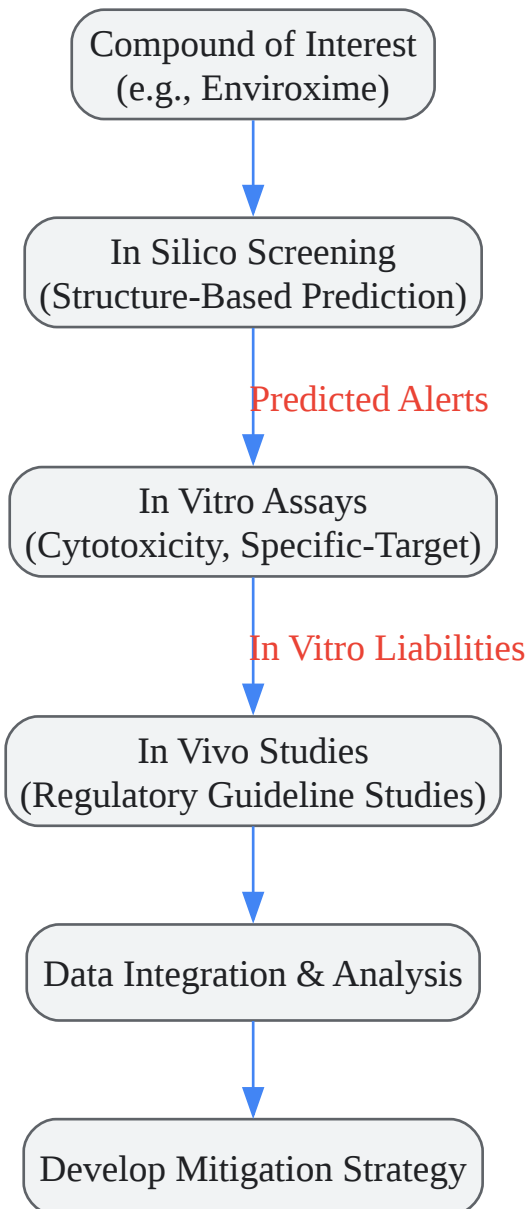 Compound of Interest
(e.g., Enviroxime)
In Silico Screening
(Structure-Based Prediction)
Predicted Alerts
In Vitro Assays
(Cytotoxicity, Specific-Target)
In Vitro Liabilities
In Vivo Studies
(Regulatory Guideline Studies)
Data Integration & Analysis
Develop Mitigation Strategy